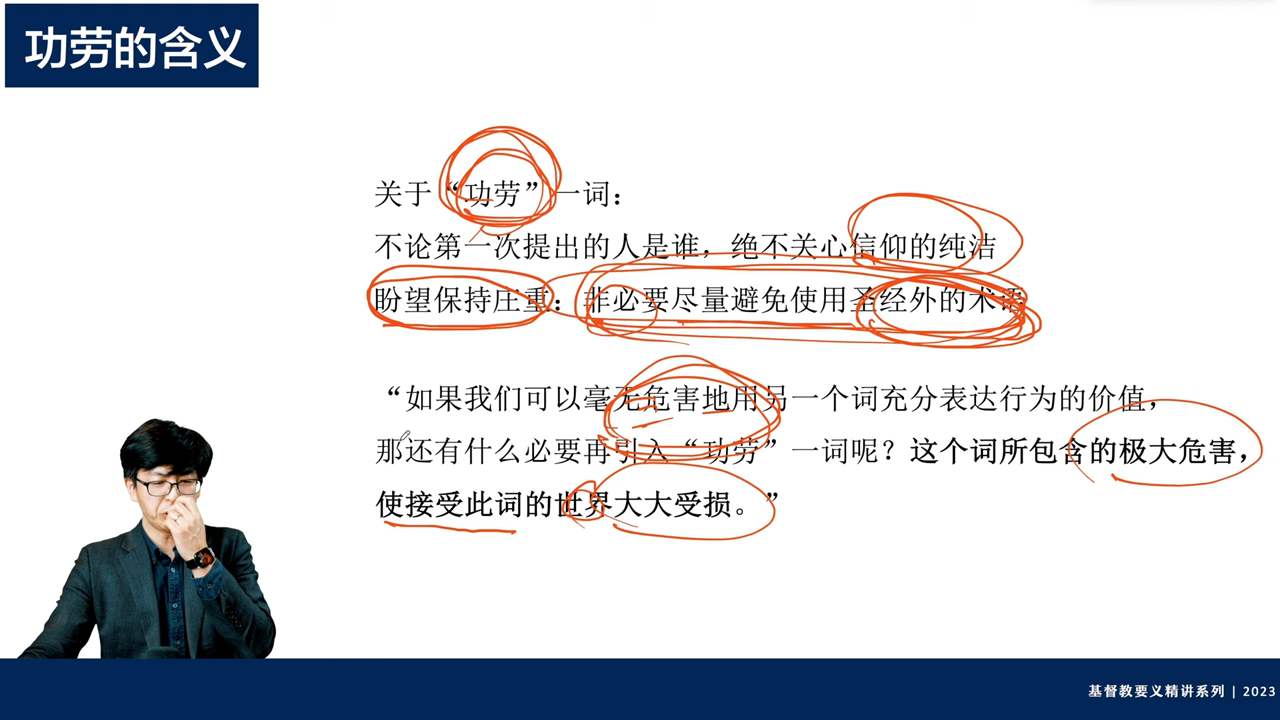 功劳的含义
关于“功劳”一词：
不论第一次提出的人是谁，绝不关心信仰的纯洁
盼望保持庄重：非必要尽量避免使用圣经外的术语
“如果我们可以毫无危害地用另一个词充分表达行为的价值，
那还有什么必要再引入“功劳”一词呢？这个词所包含的极大危害，
使接受此词的世界大大受损。”
基督教要义精讲系列 | 2023